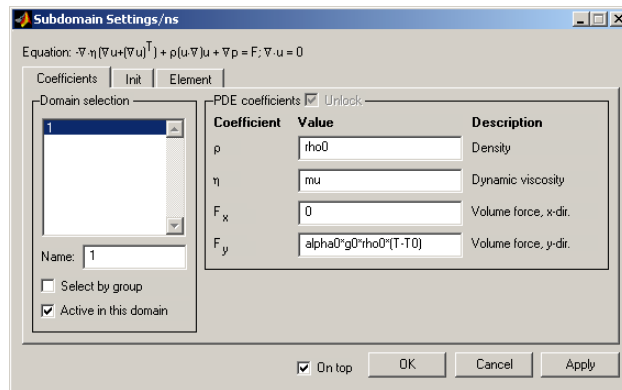 Subdomain Settings/ns
Equation: -∇·η(∇u+(∇u)ᵀ) + ρ(u·∇)u + ∇p = F; ∇·u = 0
Coefficients Init Element
Domain selection
1
Name: 1
Select by group
Active in this domain
PDE coefficients Unlock
Coefficient Value Description
ρ rho0 Density
η mu Dynamic viscosity
Fₓ 0 Volume force, x-dir.
F_y alpha0*g0*rho0*(T-T0) Volume force, y-dir.
On top OK Cancel Apply